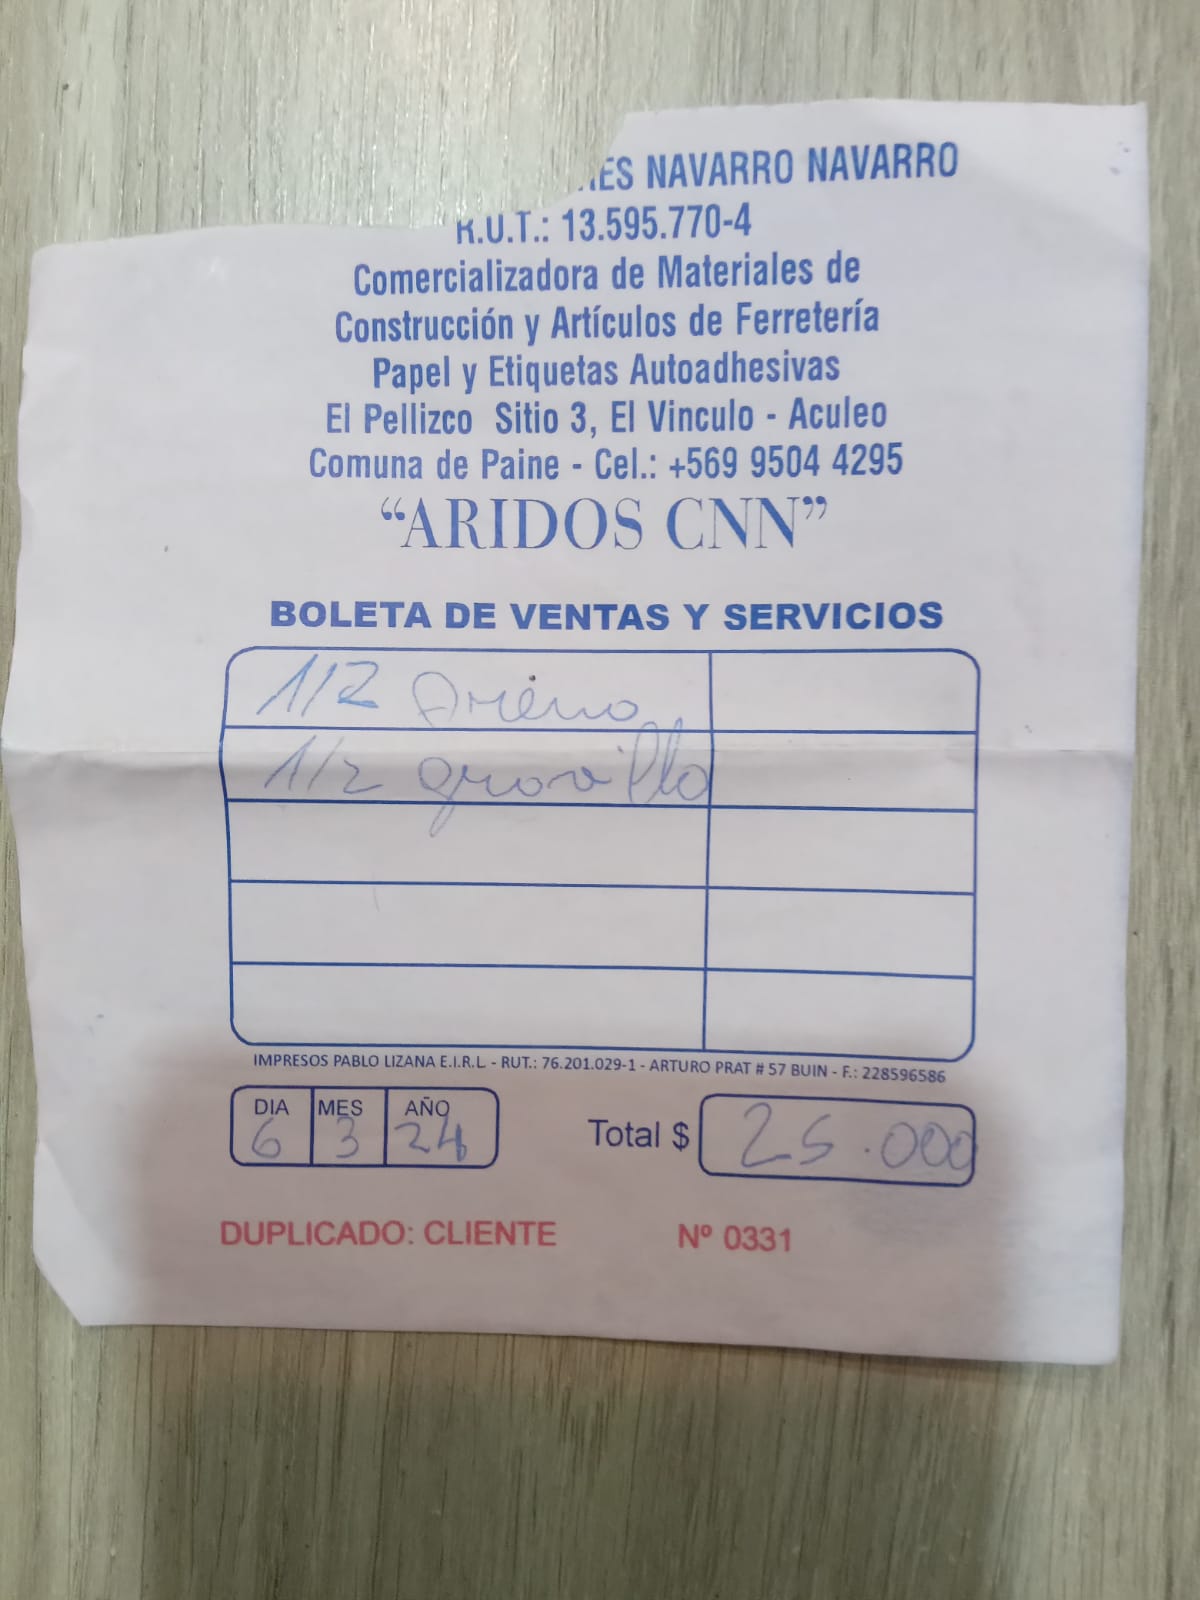 NAVARRO NAVARRO
R.U.T.: 13.595.770-4
Comercializadora de Materiales de
Construcción y Artículos de Ferretería
Papel y Etiquetas Autoadhesivas
El Pellizco Sitio 3, El Vinculo - Aculeo
Comuna de Paine - Cel.: +569 9504 4295
“ARIDOS CNN”
BOLETA DE VENTAS Y SERVICIOS
1/2 Arena
1/2 gravilla
IMPRESOS PABLO LIZANA E.I.R.L. - RUT.: 76.201.029-1 - ARTURO PRAT # 57 BUIN - F.: 228596586
DIA MES AÑO
6 3 24
Total $ 25.000
DUPLICADO: CLIENTE Nº 0331